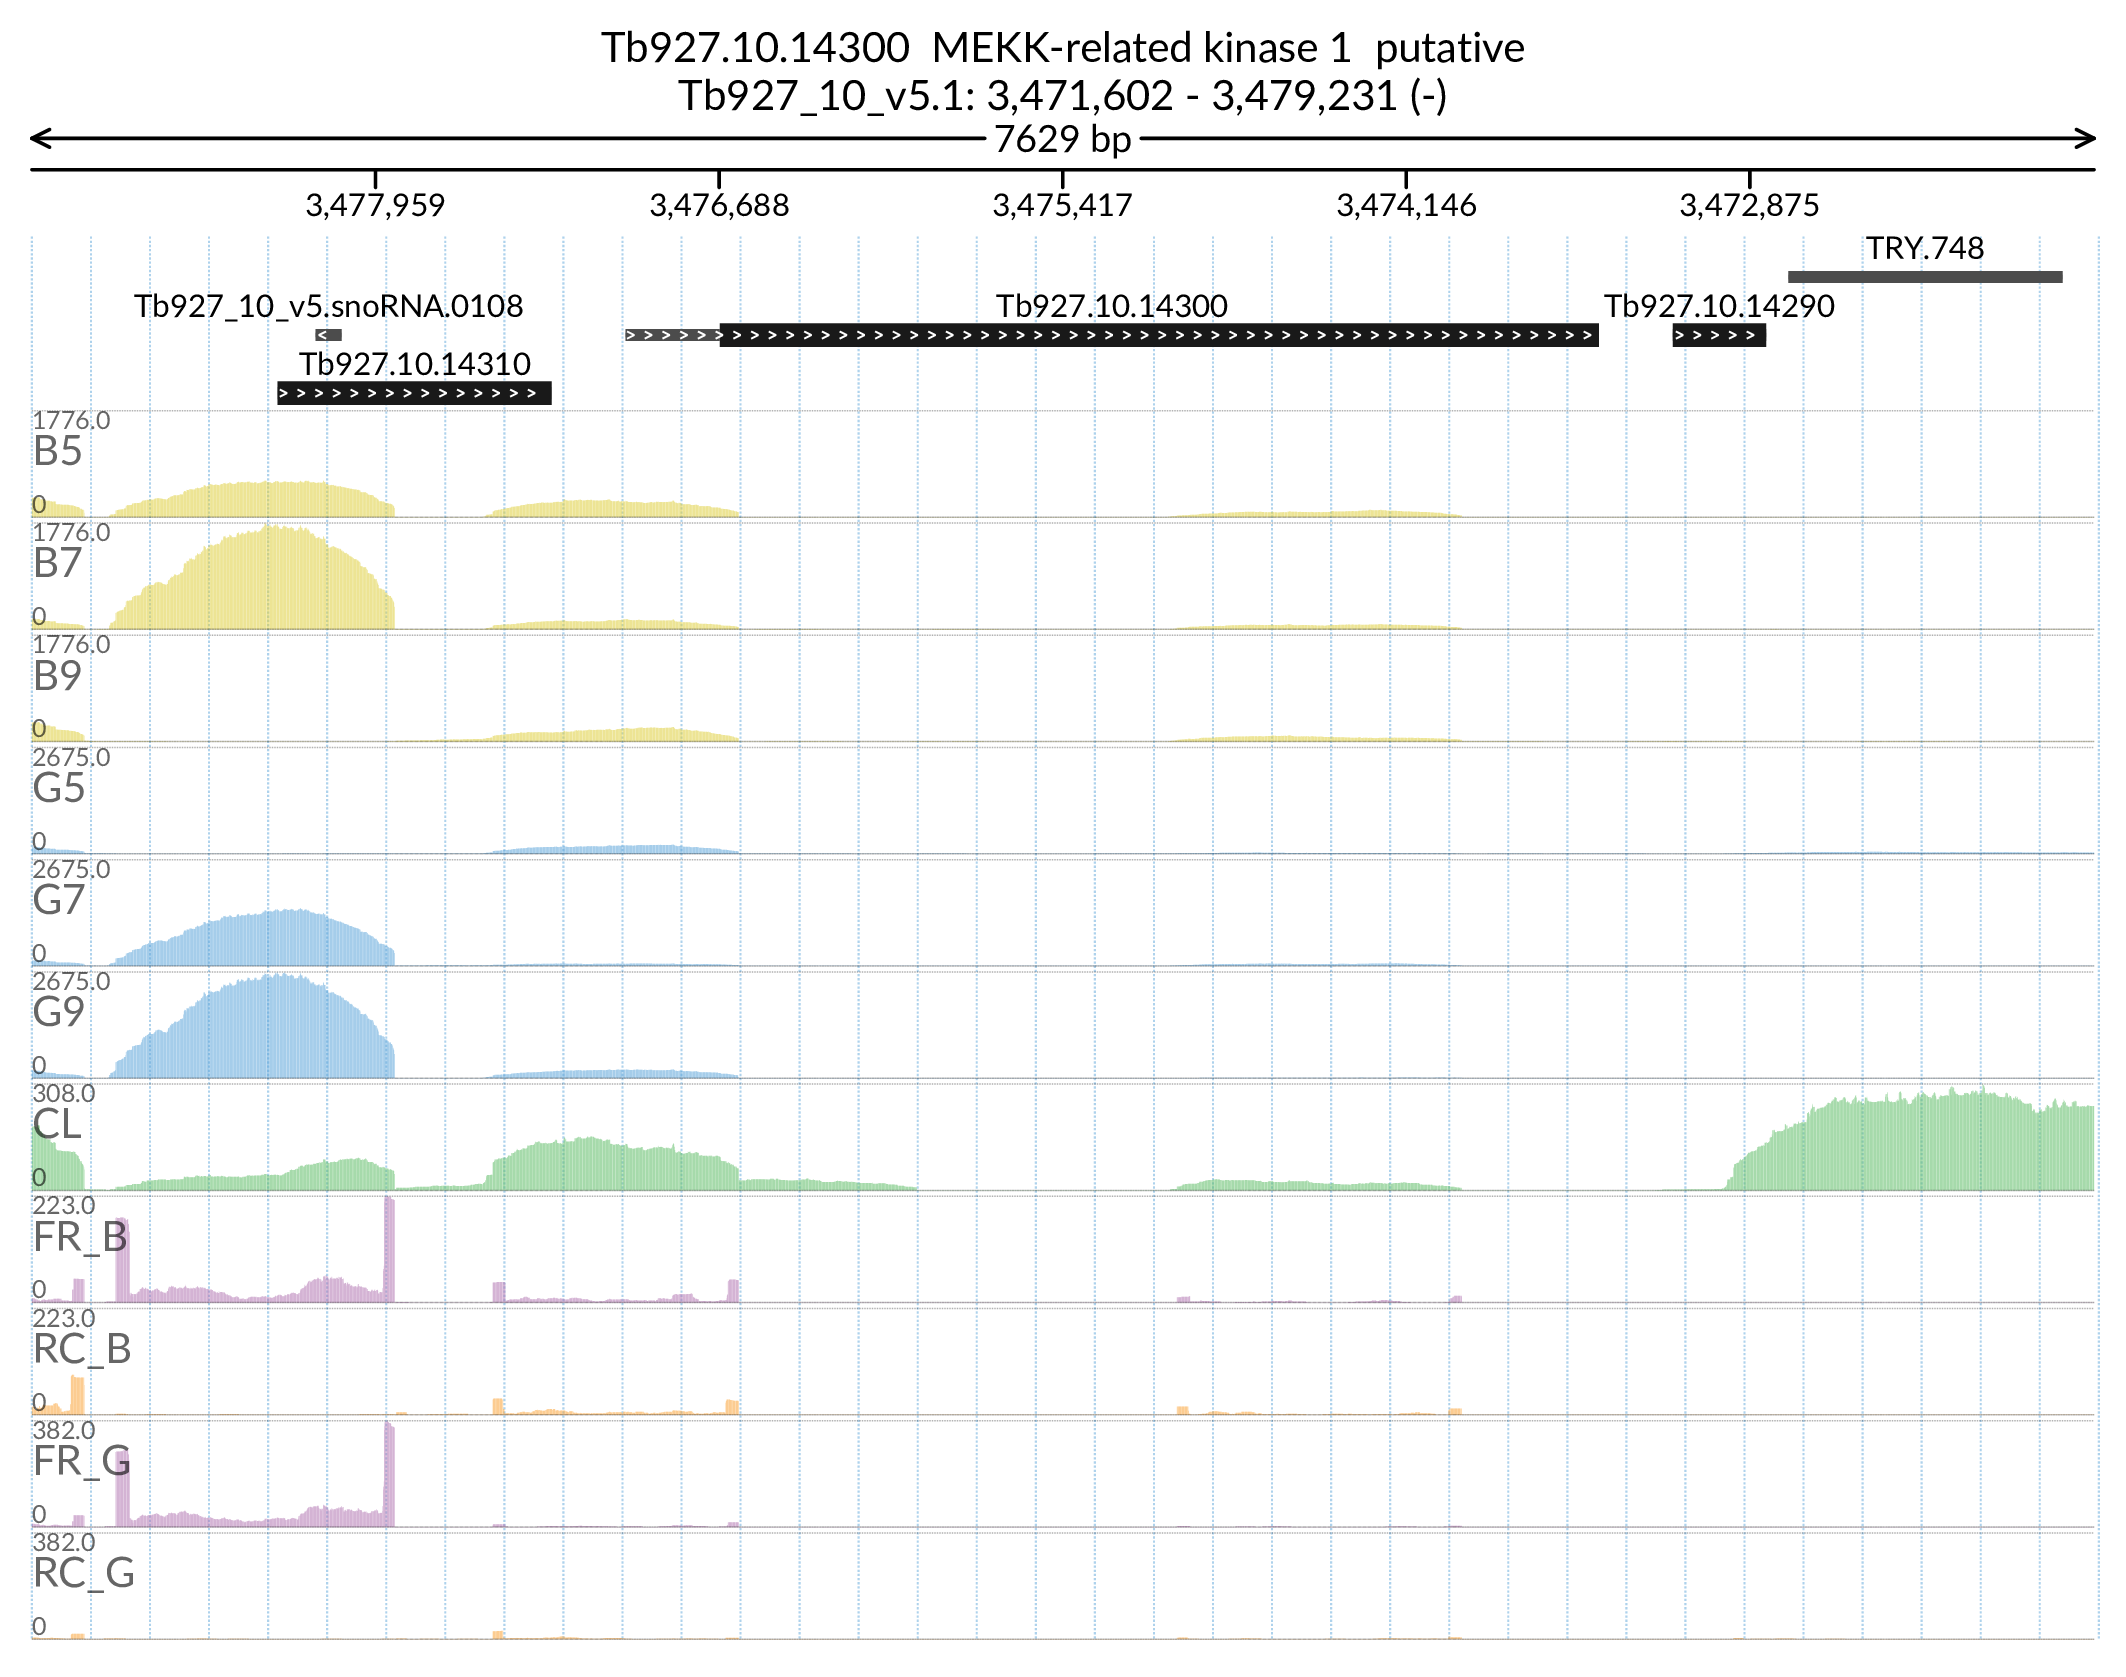 Tb927.10.14300  MEKK-related kinase 1  putative
Tb927_10_v5.1: 3,471,602 - 3,479,231 (-)
7629 bp
3,477,959 3,476,688 3,475,417 3,474,146 3,472,875
TRY.748
Tb927_10_v5.snoRNA.0108 Tb927.10.14300 Tb927.10.14290
Tb927.10.14310
1776.0
B5
0
1776.0
B7
0
1776.0
B9
0
2675.0
G5
0
2675.0
G7
0
2675.0
G9
0
308.0
CL
0
223.0
FR_B
0
223.0
RC_B
0
382.0
FR_G
0
382.0
RC_G
0